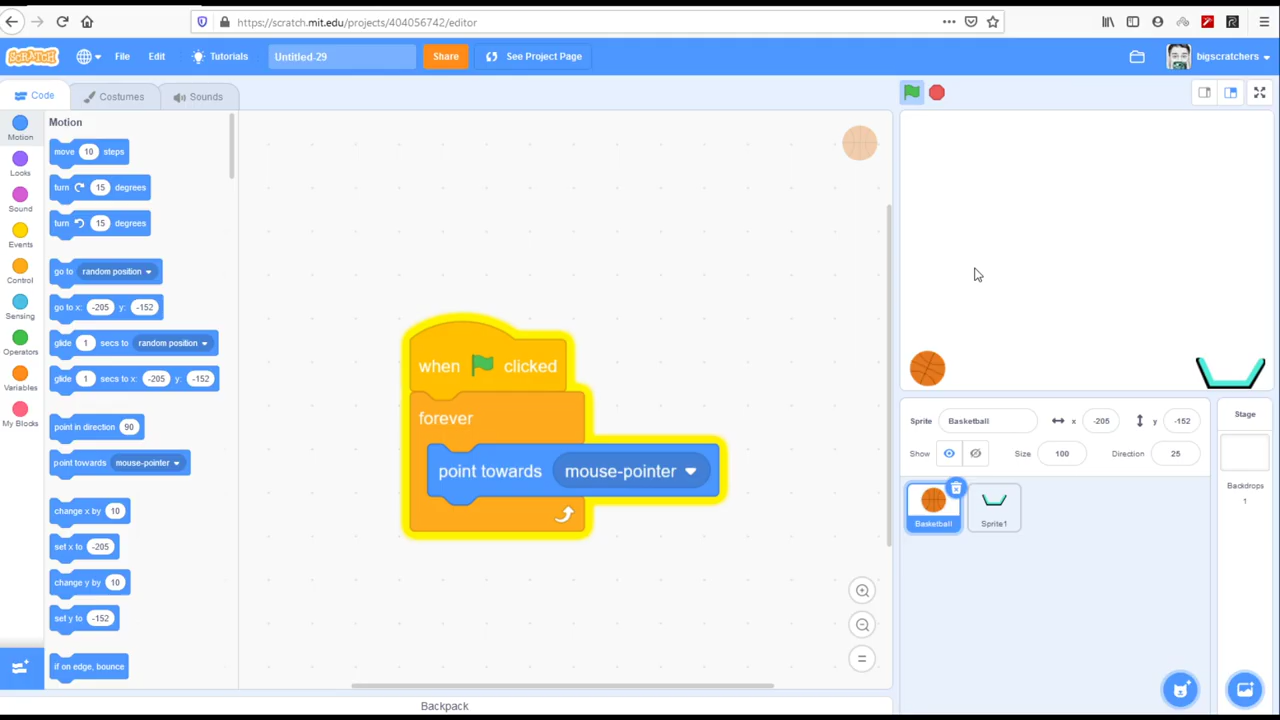 https://scratch.mit.edu/projects/404056742/editor
SCRATCH File Edit Tutorials Untitled-29 Share See Project Page bigscratchers
Code Costumes Sounds
Motion
Looks
Sound
Events
Control
Sensing
Operators
Variables
My Blocks
Motion
move 10 steps
turn 15 degrees
turn 15 degrees
go to random position
go to x: -205 y: -152
glide 1 secs to random position
glide 1 secs to x: -205 y: -152
point in direction 90
point towards mouse-pointer
change x by 10
set x to -205
change y by 10
set y to -152
if on edge, bounce
when clicked
forever
point towards mouse-pointer
Backpack
Sprite Basketball x -205 y -152
Show Size 100 Direction 25
Basketball Sprite1
Stage
Backdrops
1